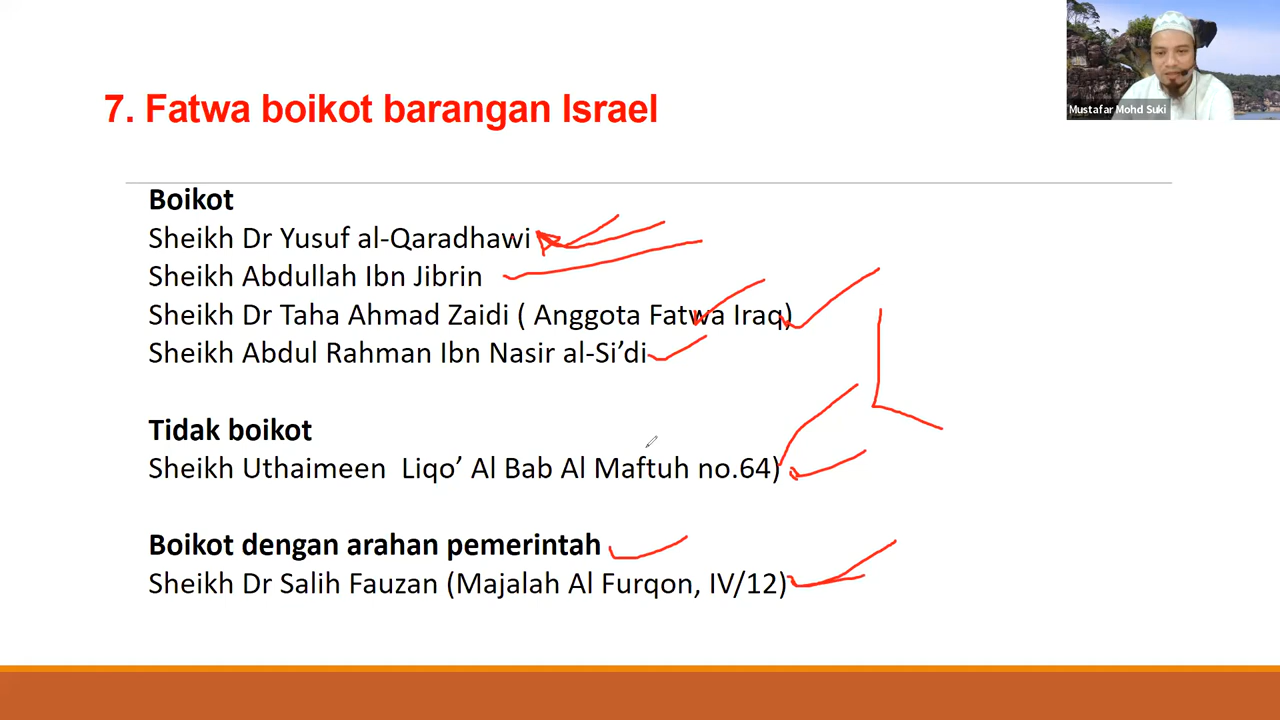 7. Fatwa boikot barangan Israel
Mustafar Mohd Suki
Boikot
Sheikh Dr Yusuf al-Qaradhawi
Sheikh Abdullah Ibn Jibrin
Sheikh Dr Taha Ahmad Zaidi ( Anggota Fatwa Iraq)
Sheikh Abdul Rahman Ibn Nasir al-Si’di
Tidak boikot
Sheikh Uthaimeen  Liqo’ Al Bab Al Maftuh no.64)
Boikot dengan arahan pemerintah
Sheikh Dr Salih Fauzan (Majalah Al Furqon, IV/12)